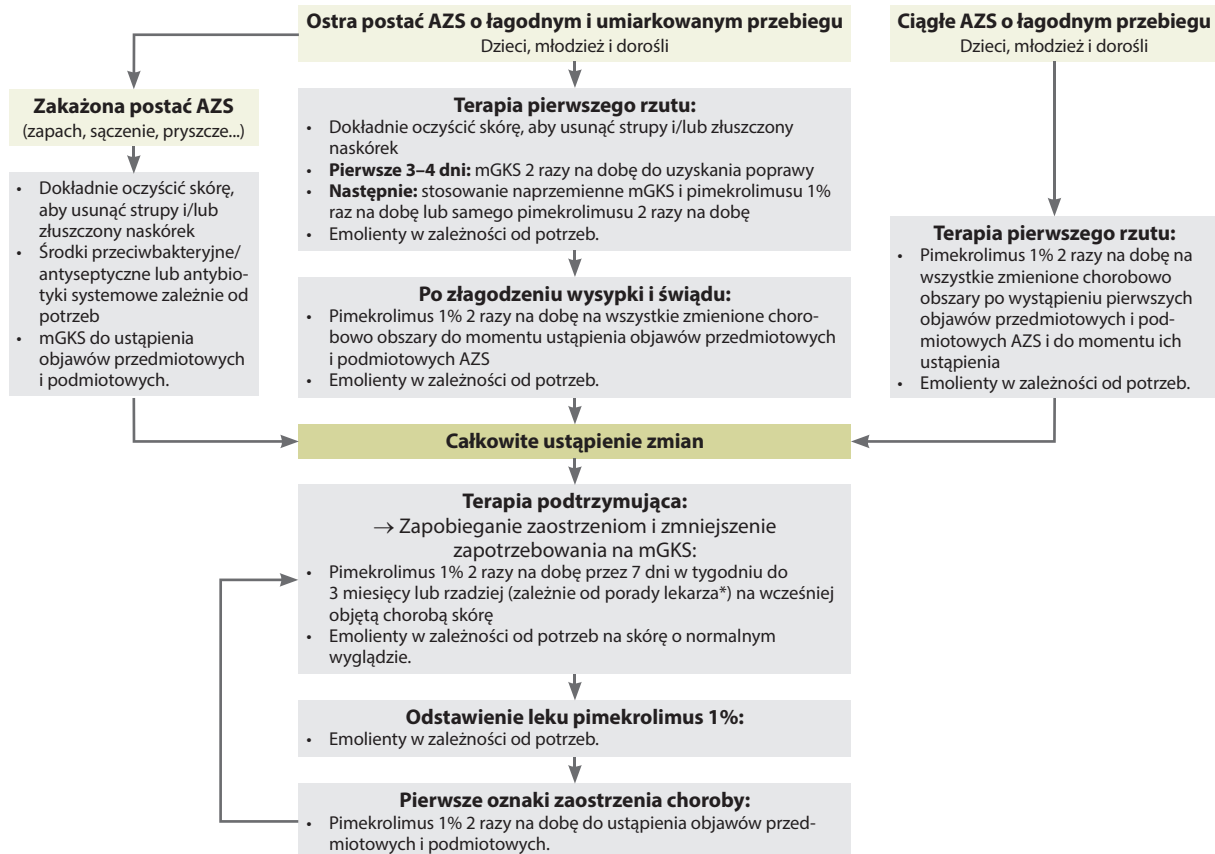 Ostra postać AZS o łagodnym i umiarkowanym przebiegu
Dzieci, młodzież i dorośli
Ciągłe AZS o łagodnym przebiegu
Dzieci, młodzież i dorośli
Zakażona postać AZS
(zapach, sączenie, pryszcze...)
• Dokładnie oczyścić skórę,
aby usunąć strupy i/lub
złuszczony naskórek
• Środki przeciwbakteryjne/
antyseptyczne lub antybio-
tyki systemowe zależnie od
potrzeb
• mGKS do ustąpienia
objawów przedmiotowych
i podmiotowych.
Terapia pierwszego rzutu:
• Dokładnie oczyścić skórę, aby usunąć strupy i/lub złuszczony
naskórek
• Pierwsze 3–4 dni: mGKS 2 razy na dobę do uzyskania poprawy
• Następnie: stosowanie naprzemienne mGKS i pimekrolimusu 1%
raz na dobę lub samego pimekrolimusu 2 razy na dobę
• Emolienty w zależności od potrzeb.
Po złagodzeniu wysypki i świądu:
• Pimekrolimus 1% 2 razy na dobę na wszystkie zmienione choro-
bowo obszary do momentu ustąpienia objawów przedmiotowych
i podmiotowych AZS
• Emolienty w zależności od potrzeb.
Terapia pierwszego rzutu:
• Pimekrolimus 1% 2 razy na dobę na
wszystkie zmienione chorobowo
obszary po wystąpieniu pierwszych
objawów przedmiotowych i pod-
miotowych AZS i do momentu ich
ustąpienia
• Emolienty w zależności od potrzeb.
Całkowite ustąpienie zmian
Terapia podtrzymująca:
→ Zapobieganie zaostrzeniom i zmniejszenie
zapotrzebowania na mGKS:
• Pimekrolimus 1% 2 razy na dobę przez 7 dni w tygodniu do
3 miesięcy lub rzadziej (zależnie od porady lekarza*) na wcześniej
objętą chorobą skórę
• Emolienty w zależności od potrzeb na skórę o normalnym
wyglądzie.
Odstawienie leku pimekrolimus 1%:
• Emolienty w zależności od potrzeb.
Pierwsze oznaki zaostrzenia choroby:
• Pimekrolimus 1% 2 razy na dobę do ustąpienia objawów przed-
miotowych i podmiotowych.